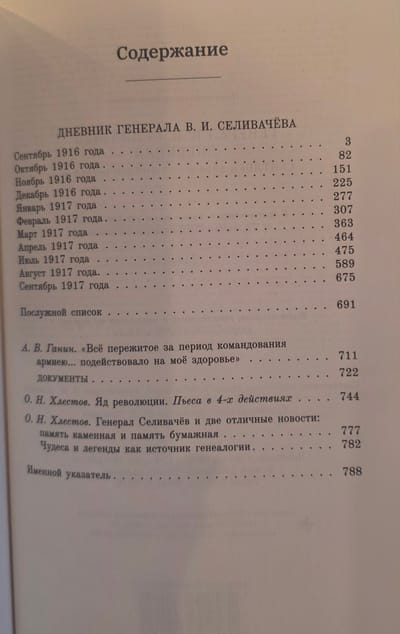 Содержание
ДНЕВНИК ГЕНЕРАЛА В. И. СЕЛИВАЧЁВА
Сентябрь 1916 года . . . . . . . . . . . . . . . . . . . . 3
Октябрь 1916 года . . . . . . . . . . . . . . . . . . . . 82
Ноябрь 1916 года . . . . . . . . . . . . . . . . . . . . 151
Декабрь 1916 года . . . . . . . . . . . . . . . . . . . . 225
Январь 1917 года . . . . . . . . . . . . . . . . . . . . 277
Февраль 1917 года . . . . . . . . . . . . . . . . . . . . 307
Март 1917 года . . . . . . . . . . . . . . . . . . . . 363
Апрель 1917 года . . . . . . . . . . . . . . . . . . . . 464
Июль 1917 года . . . . . . . . . . . . . . . . . . . . 475
Август 1917 года. . . . . . . . . . . . . . . . . . . . 589
Сентябрь 1917 года . . . . . . . . . . . . . . . . . . . . 675
Послужной список . . . . . . . . . . . . . . . . . . . . 691
А. В. Ганин. «Всё пережитое за период командования
армиею... подействовало на моё здоровье» . . . . . . . . . 711
ДОКУМЕНТЫ . . . . . . . . . . . . . . . . . . . . 722
О. Н. Хлестов. Яд революции. Пьеса в 4-х действиях . . . . 744
О. Н. Хлестов. Генерал Селивачёв и две отличные новости:
память каменная и память бумажная . . . . . . . . . . . . 777
Чудеса и легенды как источник генеалогии. . . . . . . . . . 782
Именной указатель . . . . . . . . . . . . . . . . . . . . 788